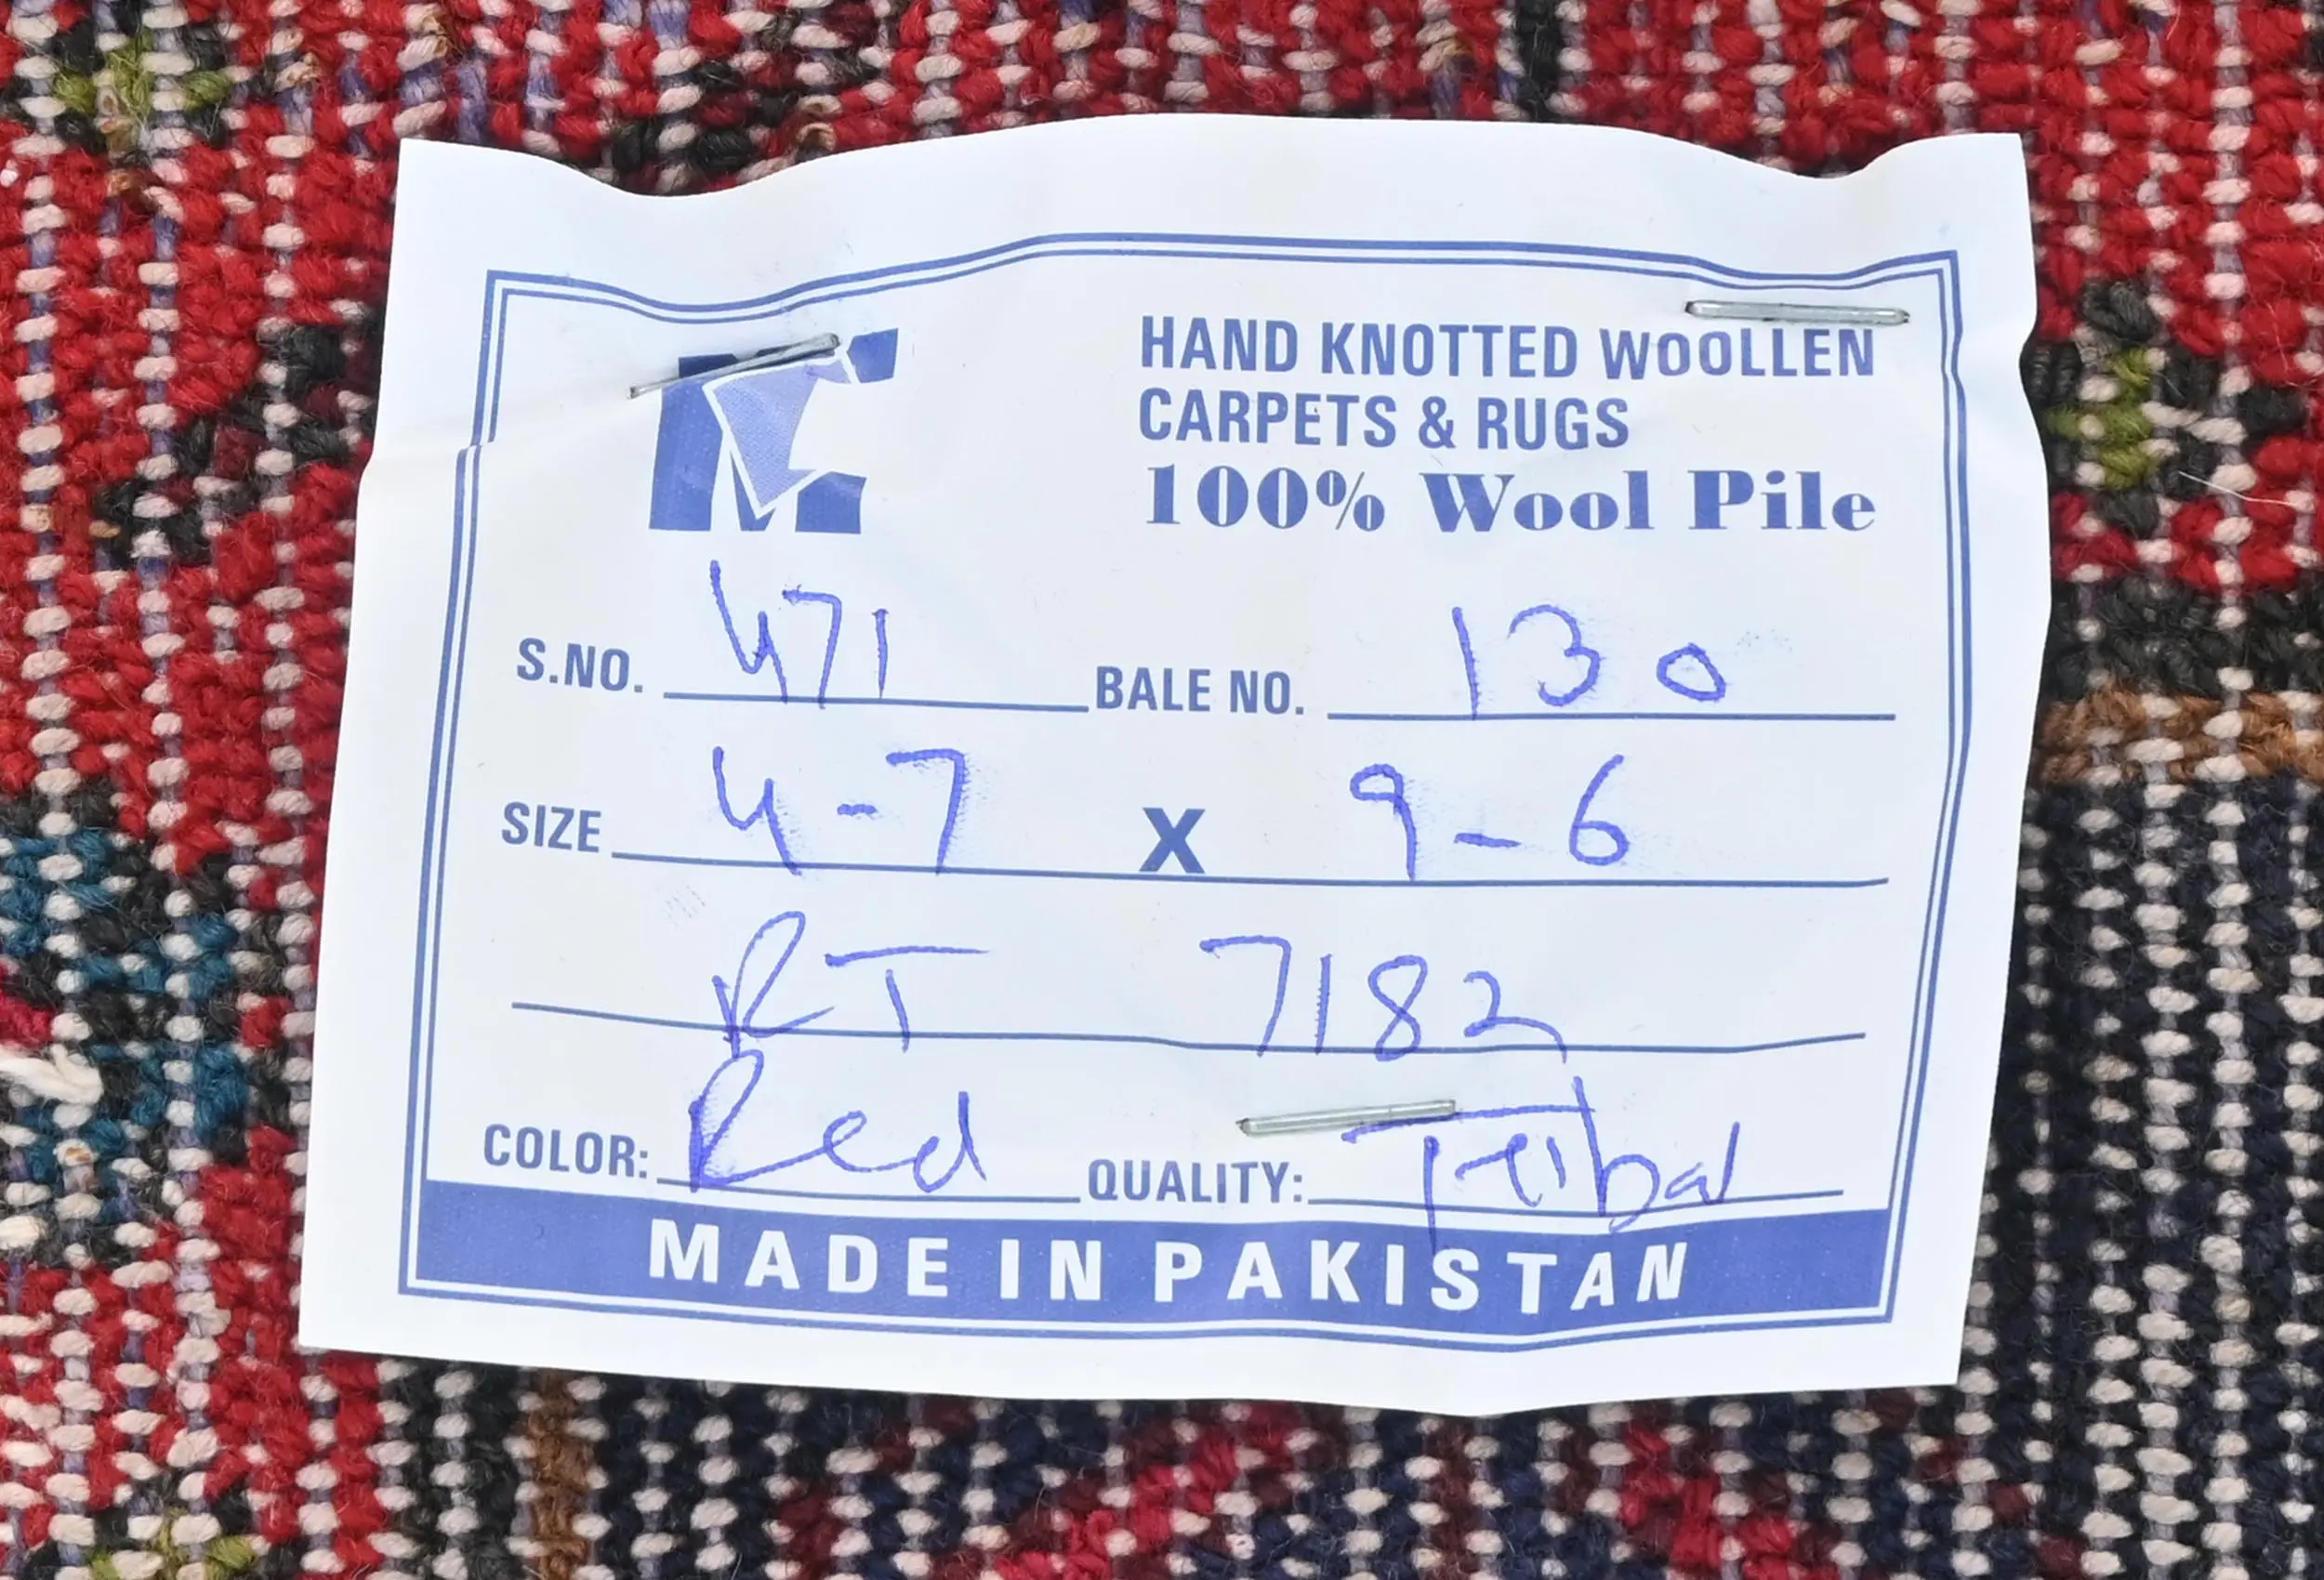 HAND KNOTTED WOOLLEN
CARPETS & RUGS
100% Wool Pile
S.NO. 471 BALE NO. 130
SIZE 4-7 X 9-6
RT 7182
COLOR: Red QUALITY: Tribal
MADE IN PAKISTAN